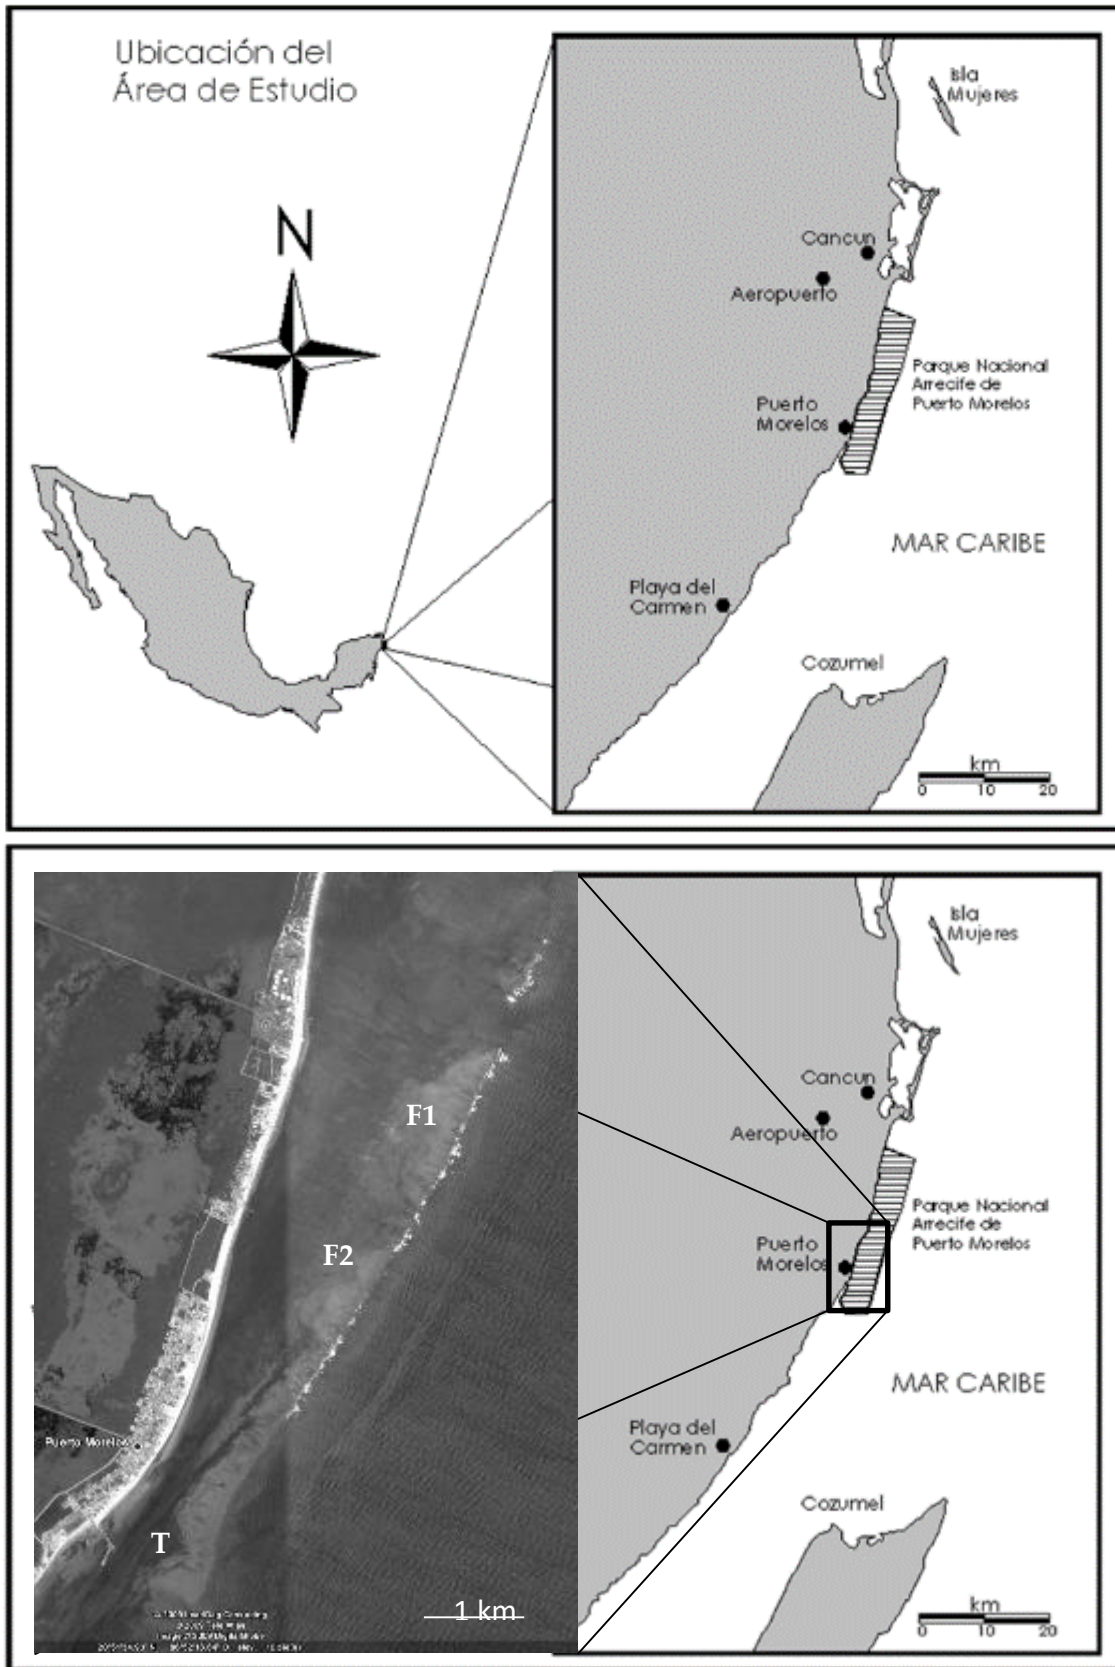 Ubicación del
Área de Estudio
N
Isla
Mujeres
Cancun
Aeropuerto
Parque Nacional
Arrecife de
Puerto Morelos
Puerto
Morelos
MAR CARIBE
Playa del
Carmen
Cozumel
km
0 10 20
F1
F2
Puerto Morelos
T
1 km
Isla
Mujeres
Cancun
Aeropuerto
Parque Nacional
Arrecife de
Puerto Morelos
Puerto
Morelos
MAR CARIBE
Playa del
Carmen
Cozumel
km
0 10 20